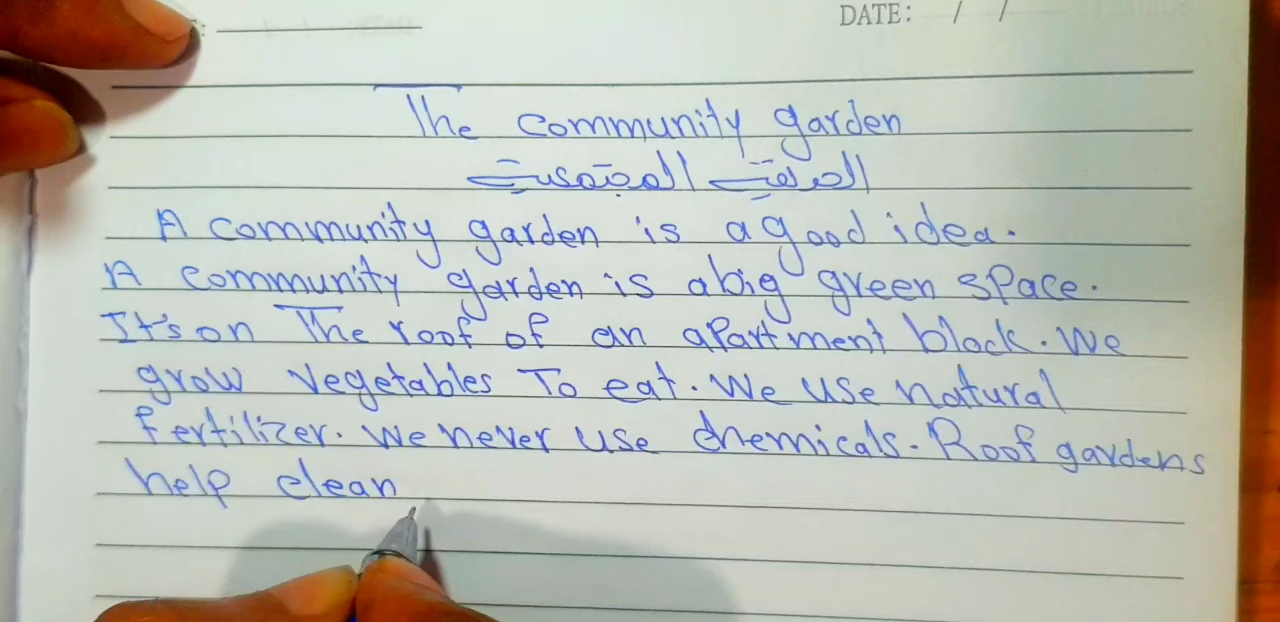 DATE: / /
The community garden
الحديقة المجتمعية
A community garden is a good idea.
A community garden is a big green space.
It's on The roof of an apartment block. We
grow vegetables To eat. We use natural
fertilizer. We never use chemicals. Roof gardens
help clean